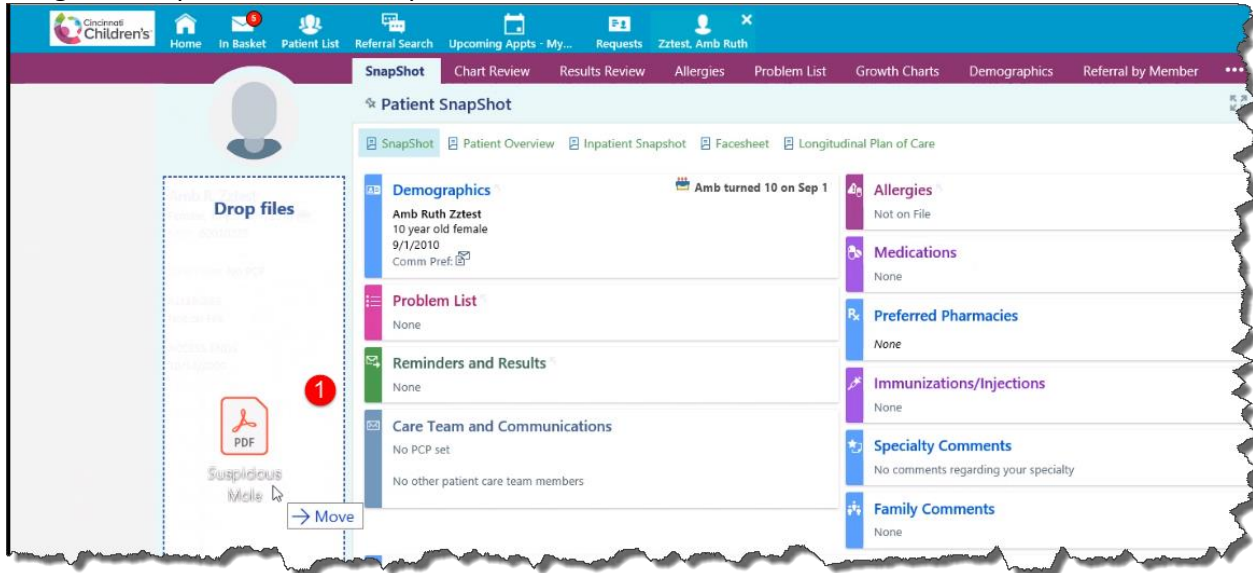 Cincinnati
Children's
Home
5
In Basket
Patient List
Referral Search
Upcoming Appts - My...
Requests
Zztest, Amb Ruth
SnapShot
Chart Review
Results Review
Allergies
Problem List
Growth Charts
Demographics
Referral by Member
Patient SnapShot
SnapShot
Patient Overview
Inpatient Snapshot
Facesheet
Longitudinal Plan of Care
Drop files
1
PDF
Suspicious
Mole
Move
Demographics
Amb turned 10 on Sep 1
Amb Ruth Zztest
10 year old female
9/1/2010
Comm Pref:
Problem List
None
Reminders and Results
None
Care Team and Communications
No PCP set
No other patient care team members
Allergies
Not on File
Medications
None
Rx
Preferred Pharmacies
None
Immunizations/Injections
None
Specialty Comments
No comments regarding your specialty
Family Comments
None